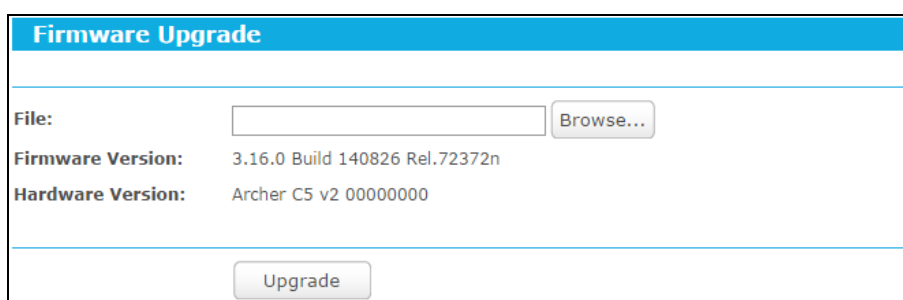 Firmware Upgrade
File: Browse...
Firmware Version: 3.16.0 Build 140826 Rel.72372n
Hardware Version: Archer C5 v2 00000000
Upgrade